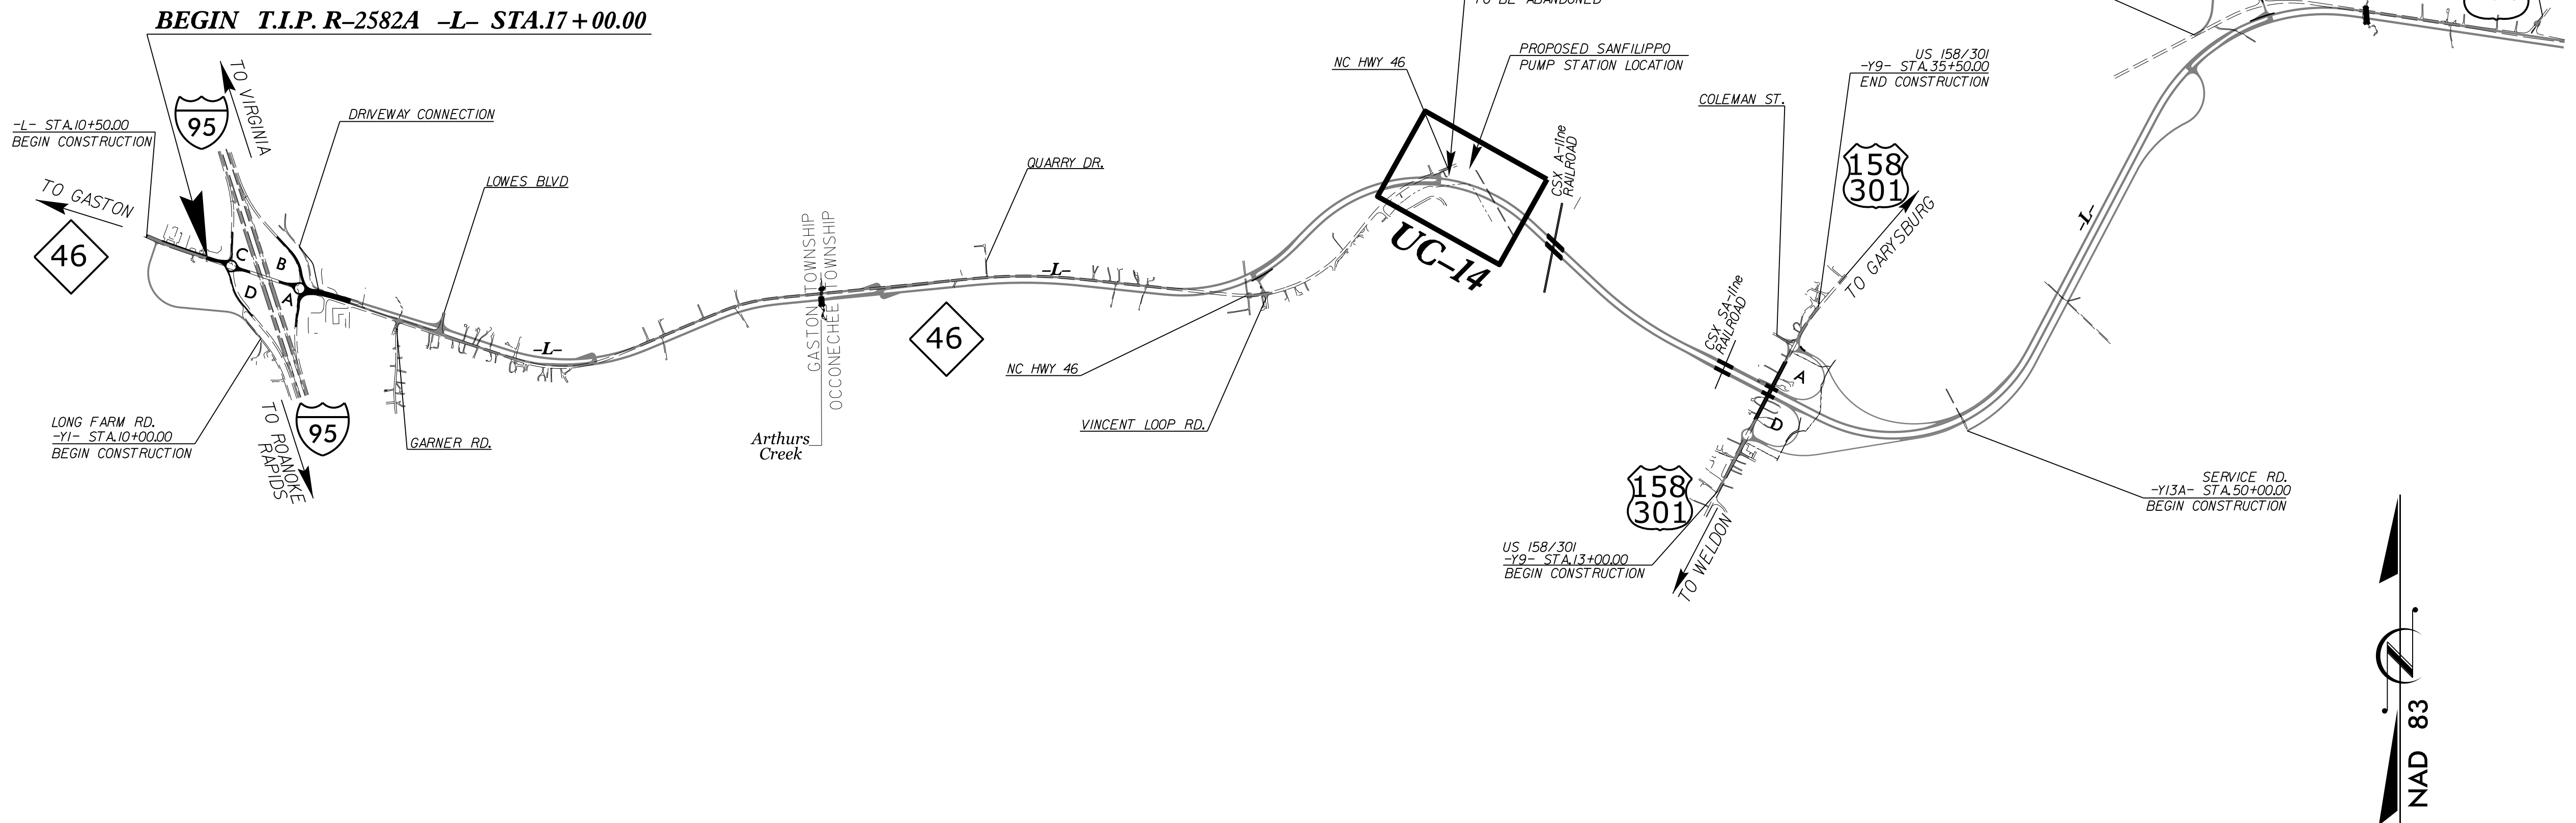 BEGIN T.I.P. R–2582A –L– STA.17+00.00
TO BE ABANDONED
PROPOSED SANFILIPPO
PUMP STATION LOCATION
NC HWY 46
US 158/301
-Y9- STA.35+50.00
END CONSTRUCTION
COLEMAN ST.
TO VIRGINIA
95
DRIVEWAY CONNECTION
-L- STA.10+50.00
BEGIN CONSTRUCTION
TO GASTON
46
LOWES BLVD
QUARRY DR.
CSX A-line
RAILROAD
158
301
TO GARYSBURG
C
B
D
A
GASTON TOWNSHIP
OCCONECHEE TOWNSHIP
–L–
UC–14
–L–
46
–L–
CSX SA-line
RAILROAD
A
D
NC HWY 46
VINCENT LOOP RD.
LONG FARM RD.
-Y1- STA.10+00.00
BEGIN CONSTRUCTION
95
TO ROANOKE
RAPIDS
GARNER RD.
Arthurs
Creek
158
301
TO WELDON
US 158/301
-Y9- STA.13+00.00
BEGIN CONSTRUCTION
SERVICE RD.
-Y13A- STA.50+00.00
BEGIN CONSTRUCTION
N
NAD 83